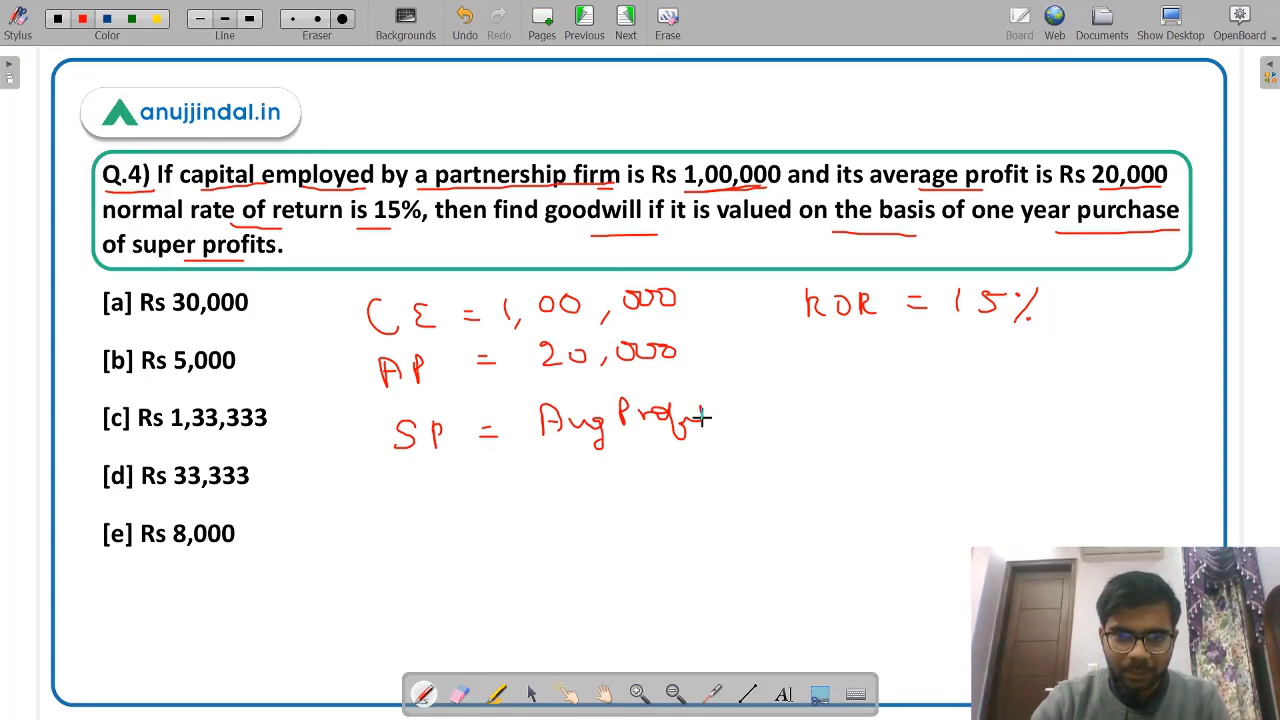 Stylus
Color
Line
Eraser
Backgrounds
Undo
Redo
Pages
Previous
Next
Erase
Board
Web
Documents
Show Desktop
OpenBoard
anujjindal.in
Q.4) If capital employed by a partnership firm is Rs 1,00,000 and its average profit is Rs 20,000
normal rate of return is 15%, then find goodwill if it is valued on the basis of one year purchase
of super profits.
[a] Rs 30,000
[b] Rs 5,000
[c] Rs 1,33,333
[d] Rs 33,333
[e] Rs 8,000
CE = 1,00,000
ROR = 15%
AP = 20,000
SP = Avg Profit
AI